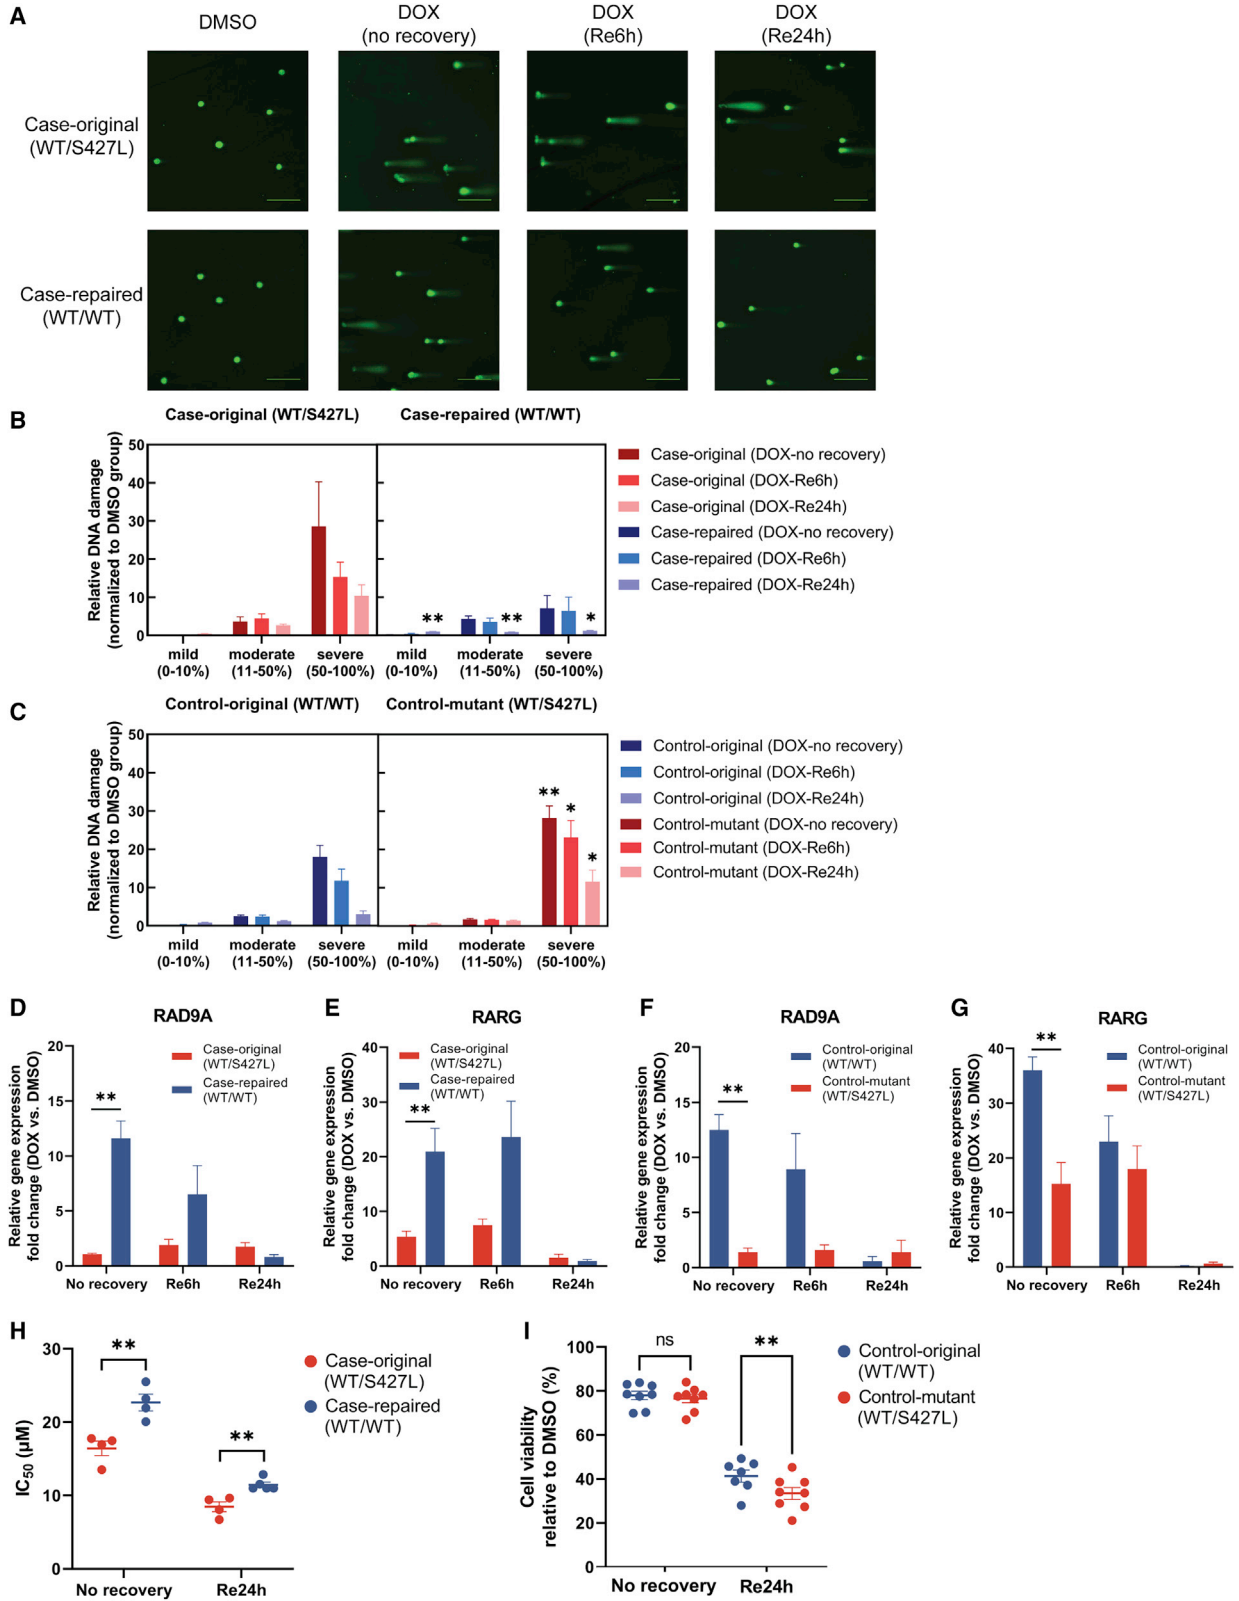 A
DMSO
DOX
(no recovery)
DOX
(Re6h)
DOX
(Re24h)
Case-original
(WT/S427L)
Case-repaired
(WT/WT)
B
Case-original (WT/S427L)
Case-repaired (WT/WT)
Relative DNA damage
(normalized to DMSO group)
50
40
30
20
10
0
**
**
*
mild
(0-10%)
moderate
(11-50%)
severe
(50-100%)
mild
(0-10%)
moderate
(11-50%)
severe
(50-100%)
Case-original (DOX-no recovery)
Case-original (DOX-Re6h)
Case-original (DOX-Re24h)
Case-repaired (DOX-no recovery)
Case-repaired (DOX-Re6h)
Case-repaired (DOX-Re24h)
C
Control-original (WT/WT)
Control-mutant (WT/S427L)
Relative DNA damage
(normalized to DMSO group)
50
40
30
20
10
0
**
*
*
mild
(0-10%)
moderate
(11-50%)
severe
(50-100%)
mild
(0-10%)
moderate
(11-50%)
severe
(50-100%)
Control-original (DOX-no recovery)
Control-original (DOX-Re6h)
Control-original (DOX-Re24h)
Control-mutant (DOX-no recovery)
Control-mutant (DOX-Re6h)
Control-mutant (DOX-Re24h)
D
RAD9A
Relative gene expression
fold change (DOX vs. DMSO)
20
15
10
5
0
**
Case-original
(WT/S427L)
Case-repaired
(WT/WT)
No recovery
Re6h
Re24h
E
RARG
Relative gene expression
fold change (DOX vs. DMSO)
40
30
20
10
0
**
Case-original
(WT/S427L)
Case-repaired
(WT/WT)
No recovery
Re6h
Re24h
F
RAD9A
Relative gene expression
fold change (DOX vs. DMSO)
20
15
10
5
0
**
Control-original
(WT/WT)
Control-mutant
(WT/S427L)
No recovery
Re6h
Re24h
G
RARG
Relative gene expression
fold change (DOX vs. DMSO)
40
30
20
10
0
**
Control-original
(WT/WT)
Control-mutant
(WT/S427L)
No recovery
Re6h
Re24h
H
IC50 (μM)
30
20
10
0
**
**
No recovery
Re24h
Case-original
(WT/S427L)
Case-repaired
(WT/WT)
I
Cell viability
relative to DMSO (%)
100
80
60
40
20
0
ns
**
No recovery
Re24h
Control-original
(WT/WT)
Control-mutant
(WT/S427L)